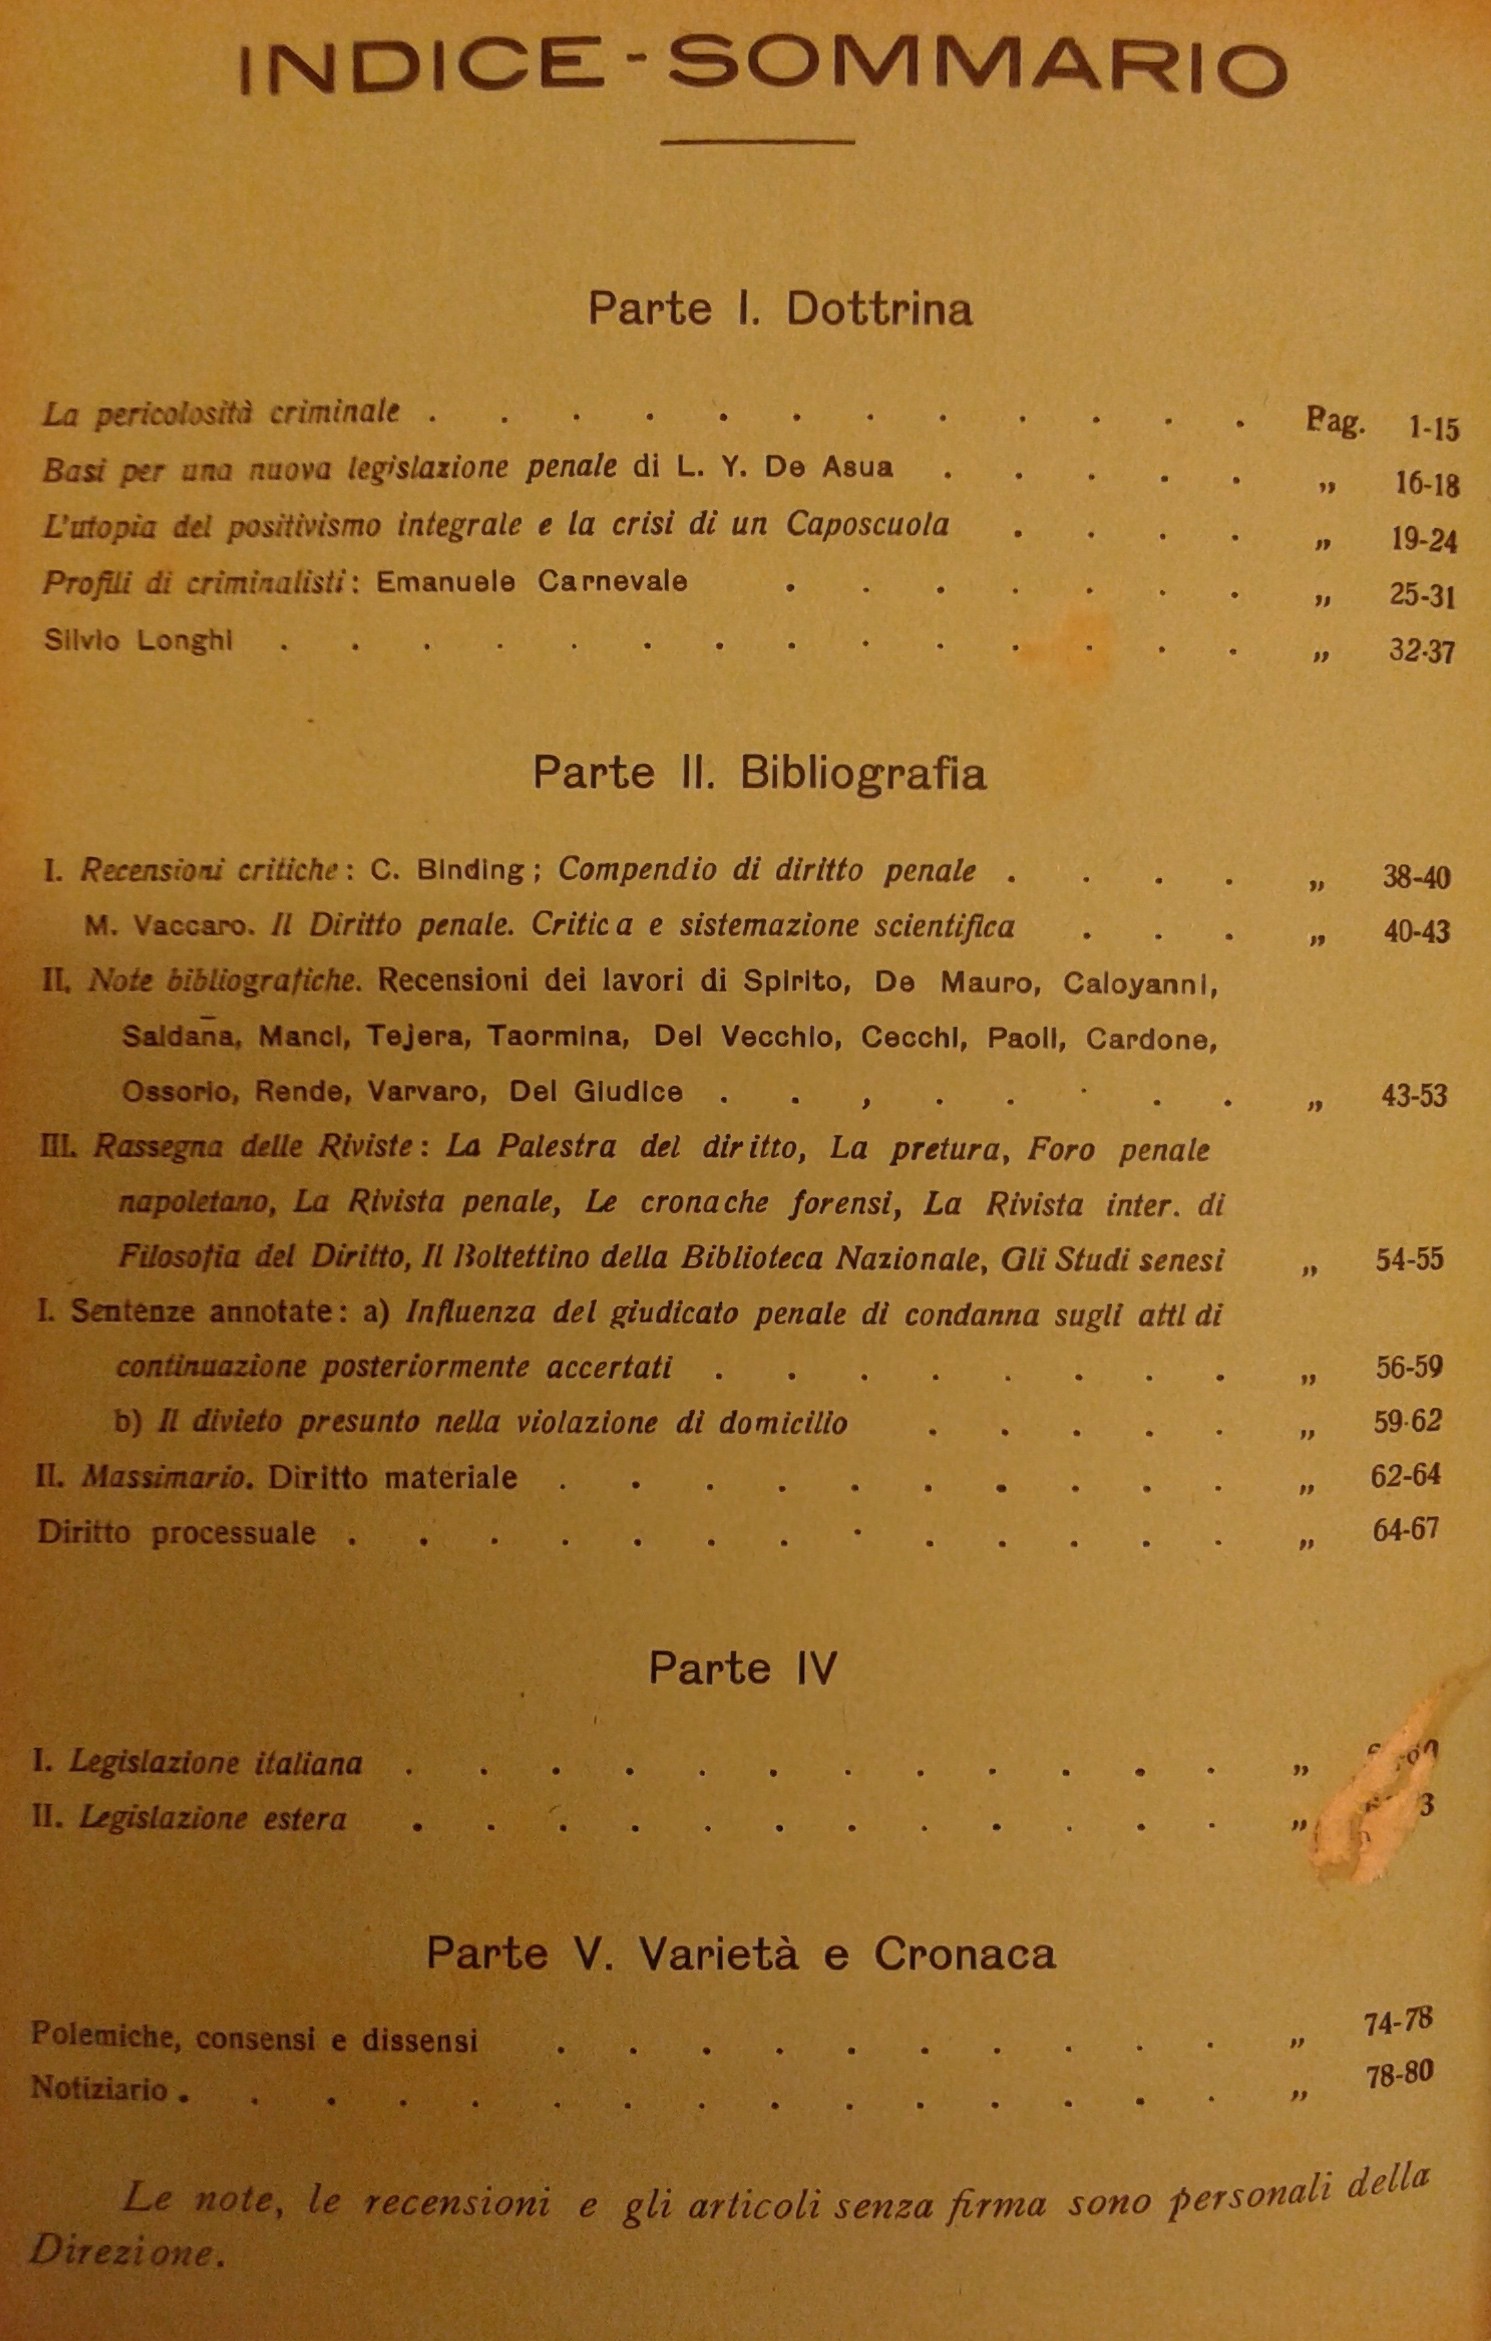 INDICE - SOMMARIO
Parte I. Dottrina
La pericolosità criminale . . . . . . . . . . . . Pag. 1-15
Basi per una nuova legislazione penale di L. Y. De Asua . . . . . „ 16-18
L'utopia del positivismo integrale e la crisi di un Caposcuola . . . . „ 19-24
Profili di criminalisti: Emanuele Carnevale . . . . . . . „ 25-31
Silvio Longhi . . . . . . . . . . . . . . „ 32-37
Parte II. Bibliografia
I. Recensioni critiche: C. Binding; Compendio di diritto penale . . . . „ 38-40
M. Vaccaro. Il Diritto penale. Critica e sistemazione scientifica . . . „ 40-43
II. Note bibliografiche. Recensioni dei lavori di Spirito, De Mauro, Caloyanni,
Saldaña, Manci, Tejera, Taormina, Del Vecchio, Cecchi, Paoli, Cardone,
Ossorio, Rende, Varvaro, Del Giudice . . , . . . . . „ 43-53
III. Rassegna delle Riviste: La Palestra del diritto, La pretura, Foro penale
napoletano, La Rivista penale, Le cronache forensi, La Rivista inter. di
Filosofia del Diritto, Il Boltettino della Biblioteca Nazionale, Gli Studi senesi „ 54-55
I. Sentenze annotate: a) Influenza del giudicato penale di condanna sugli atti di
continuazione posteriormente accertati . . . . . . . . „ 56-59
b) Il divieto presunto nella violazione di domicilio . . . . . „ 59-62
II. Massimario. Diritto materiale . . . . . . . . . . „ 62-64
Diritto processuale . . . . . . . . . . . . . „ 64-67
Parte IV
I. Legislazione italiana . . . . . . . . . . . . „
II. Legislazione estera . . . . . . . . . . . . „
Parte V. Varietà e Cronaca
Polemiche, consensi e dissensi . . . . . . . . . . „ 74-78
Notiziario . . . . . . . . . . . . . . . „ 78-80
Le note, le recensioni e gli articoli senza firma sono personali della
Direzione.